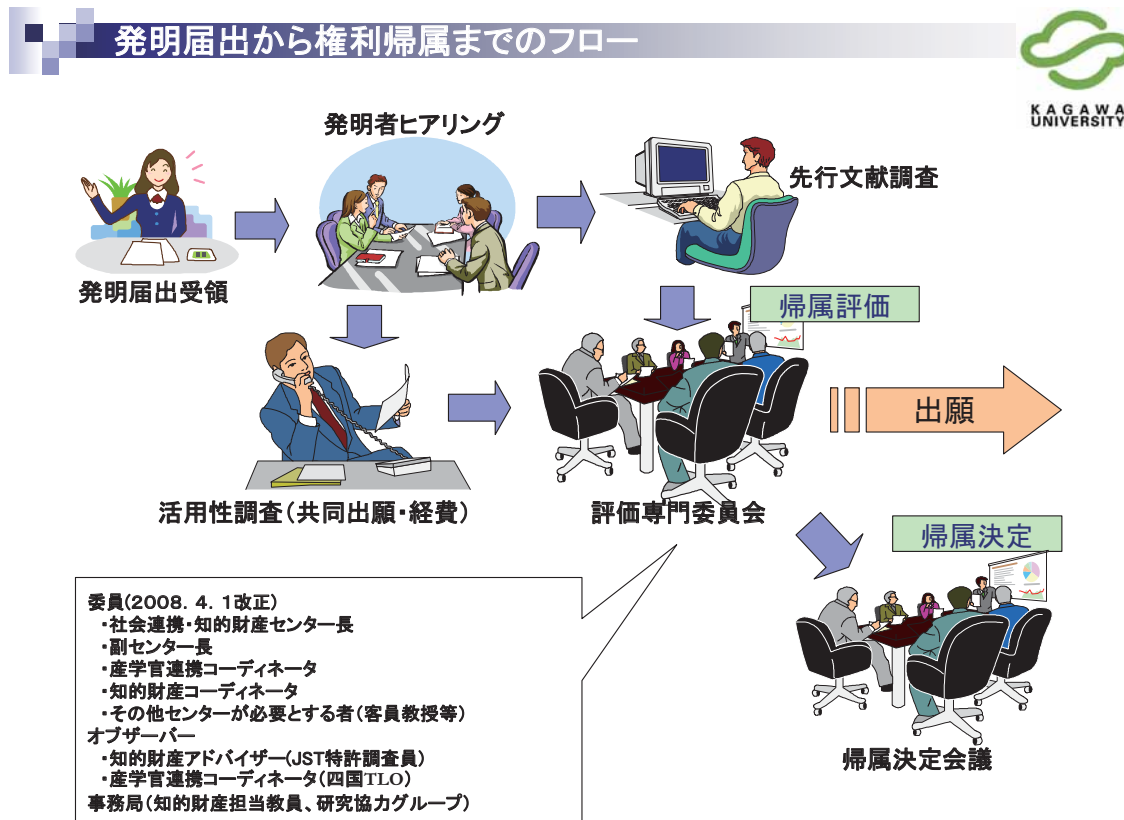 発明届出から権利帰属までのフロー
KAGAWA
UNIVERSITY
発明者ヒアリング
先行文献調査
発明届出受領
帰属評価
出願
活用性調査(共同出願・経費)
評価専門委員会
帰属決定
委員(2008．4．1改正)
・社会連携・知的財産センター長
・副センター長
・産学官連携コーディネータ
・知的財産コーディネータ
・その他センターが必要とする者(客員教授等)
オブザーバー
・知的財産アドバイザー(JST特許調査員)
・産学官連携コーディネータ(四国TLO)
事務局(知的財産担当教員、研究協力グループ)
帰属決定会議